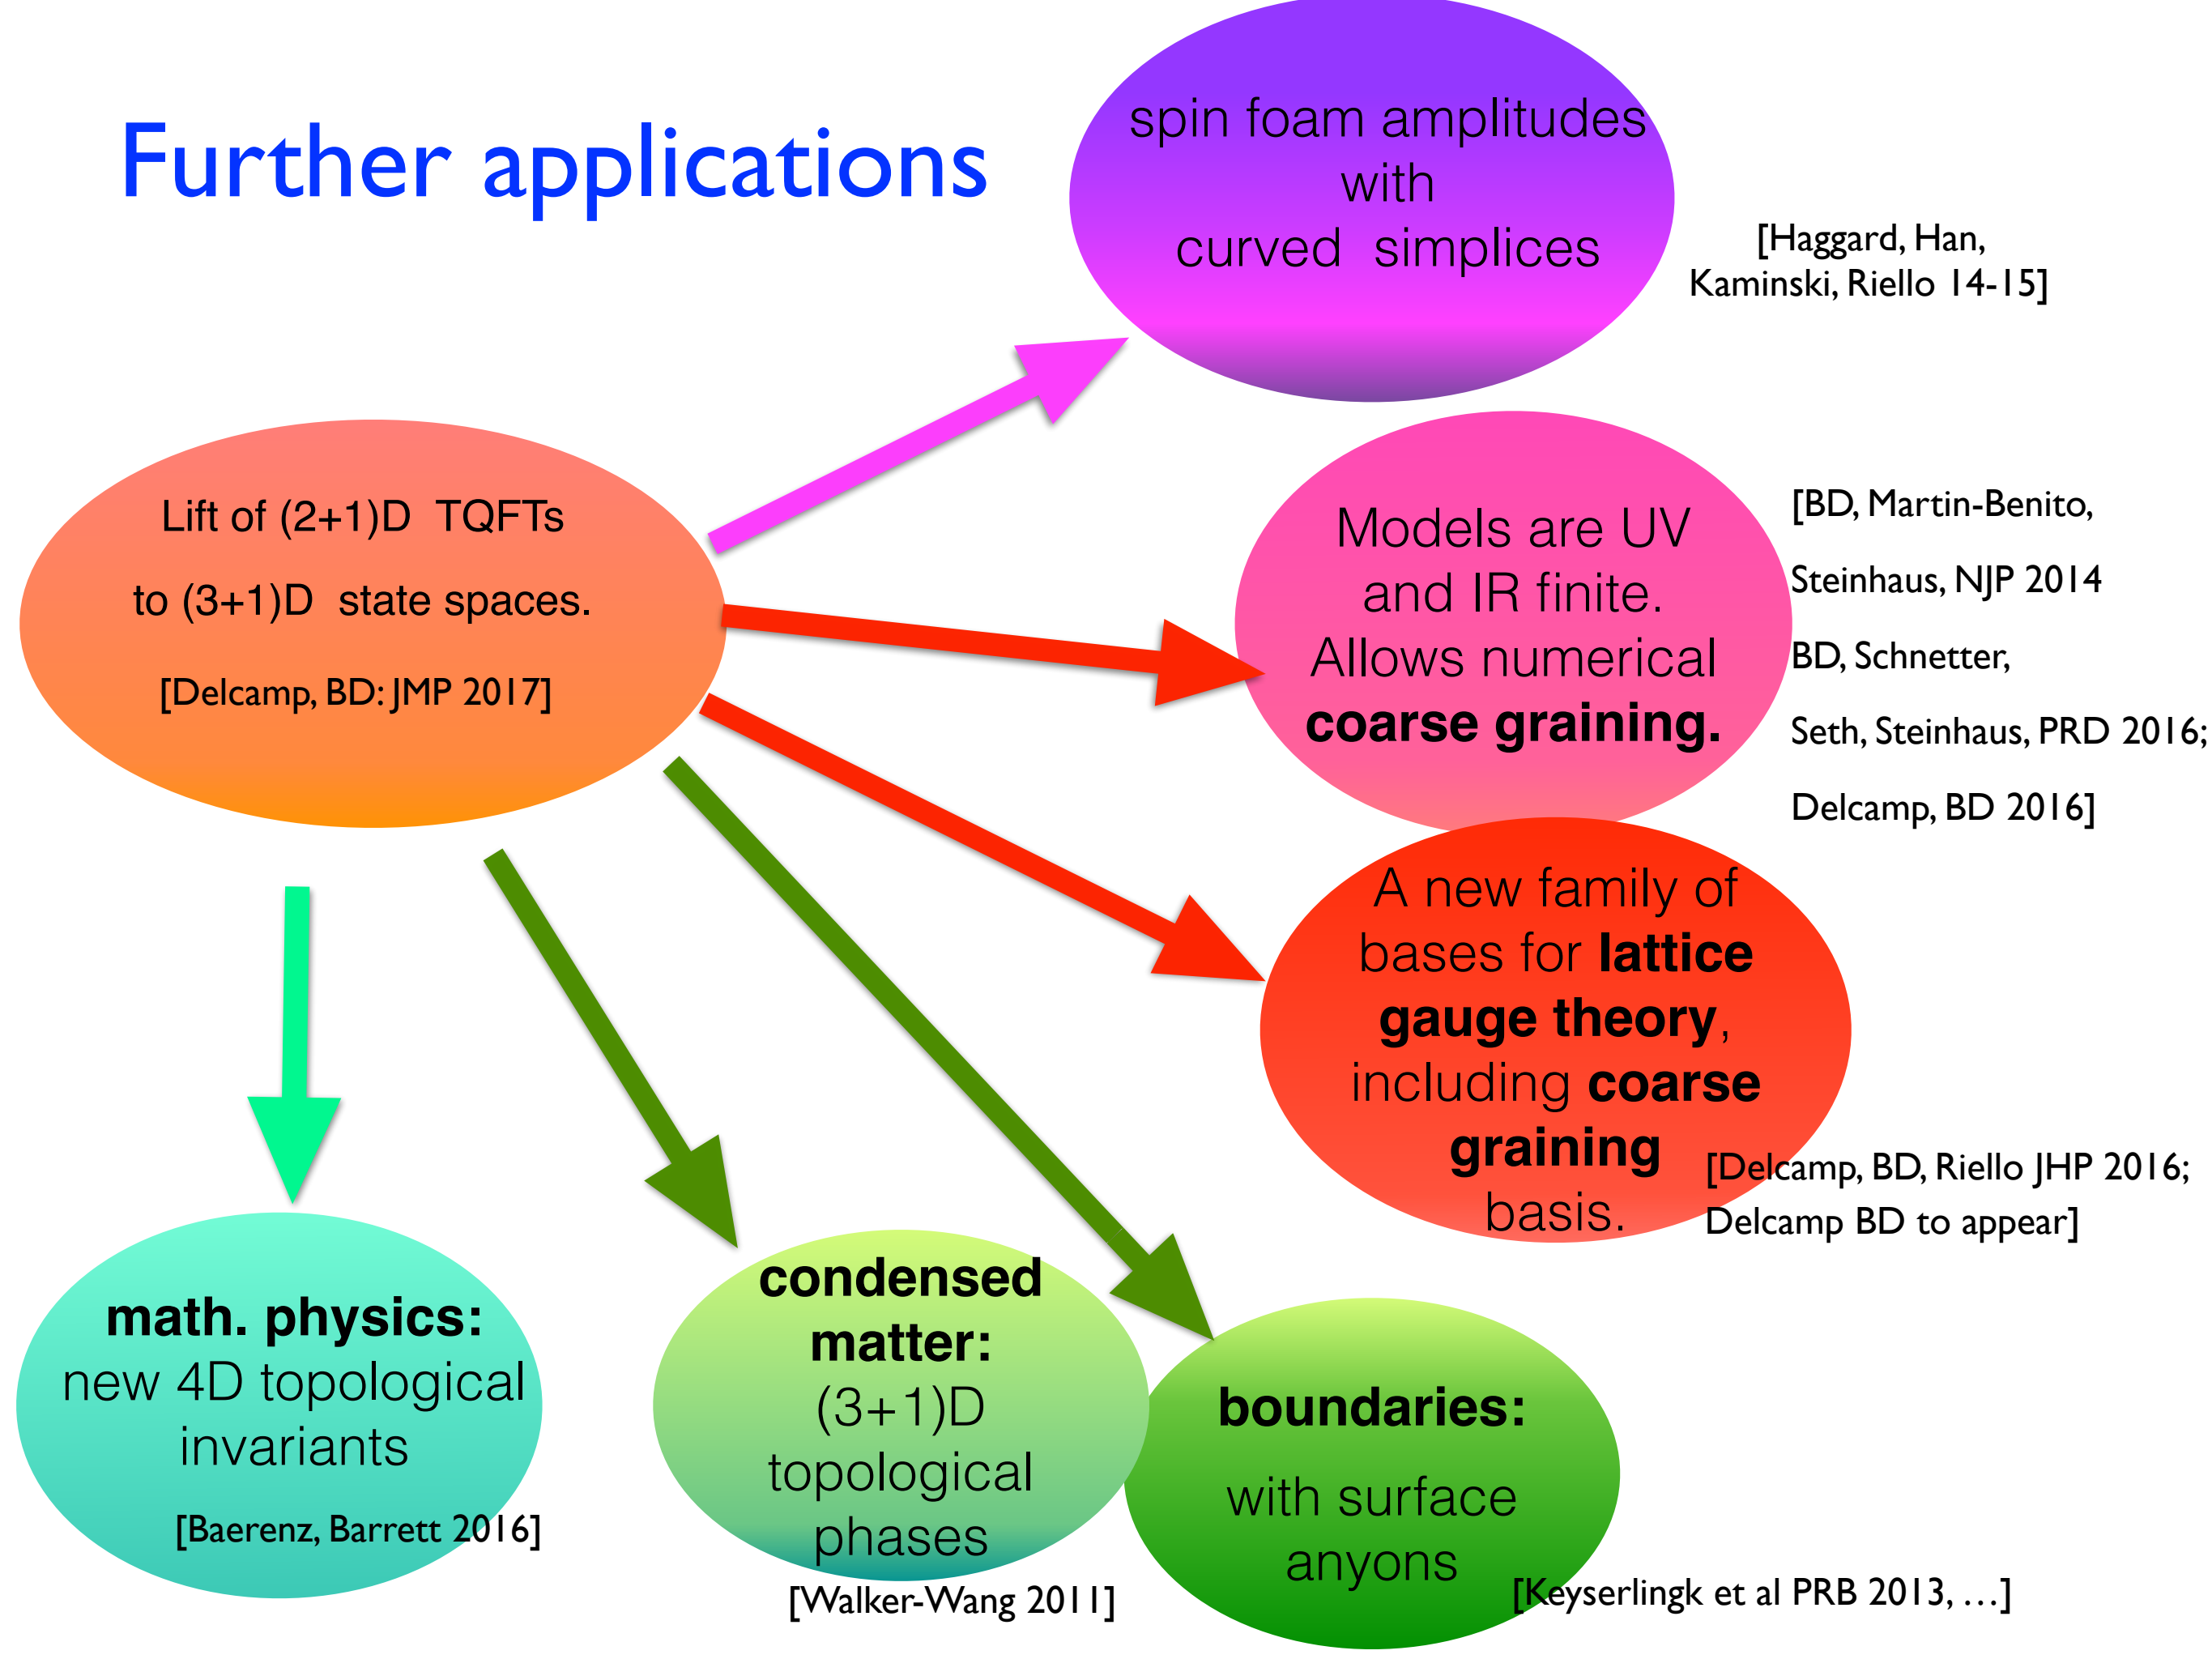 Further applications
spin foam amplitudes
with
curved simplices
[Haggard, Han,
Kaminski, Riello 14-15]
Lift of (2+1)D TQFTs
to (3+1)D state spaces.
[Delcamp, BD: JMP 2017]
Models are UV
and IR finite.
Allows numerical
coarse graining.
[BD, Martin-Benito,
Steinhaus, NJP 2014
BD, Schnetter,
Seth, Steinhaus, PRD 2016;
Delcamp, BD 2016]
A new family of
bases for lattice
gauge theory,
including coarse
graining
basis.
[Delcamp, BD, Riello JHP 2016;
Delcamp BD to appear]
math. physics:
new 4D topological
invariants
[Baerenz, Barrett 2016]
condensed
matter:
(3+1)D
topological
phases
[Walker-Wang 2011]
boundaries:
with surface
anyons
[Keyserlingk et al PRB 2013, …]